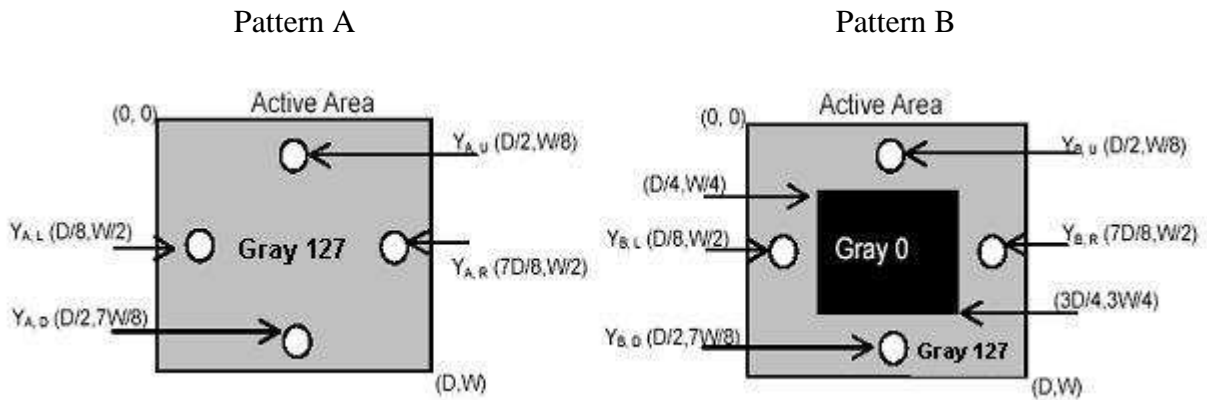 Pattern A
Active Area
(0, 0)
YA, U (D/2,W/8)
YA, L (D/8,W/2)
Gray 127
YA, R (7D/8,W/2)
YA, D (D/2,7W/8)
(D,W)
Pattern B
Active Area
(0, 0)
YB, U (D/2,W/8)
(D/4,W/4)
YB, L (D/8,W/2)
Gray 0
YB, R (7D/8,W/2)
(3D/4,3W/4)
YB, D (D/2,7W/8)
Gray 127
(D,W)